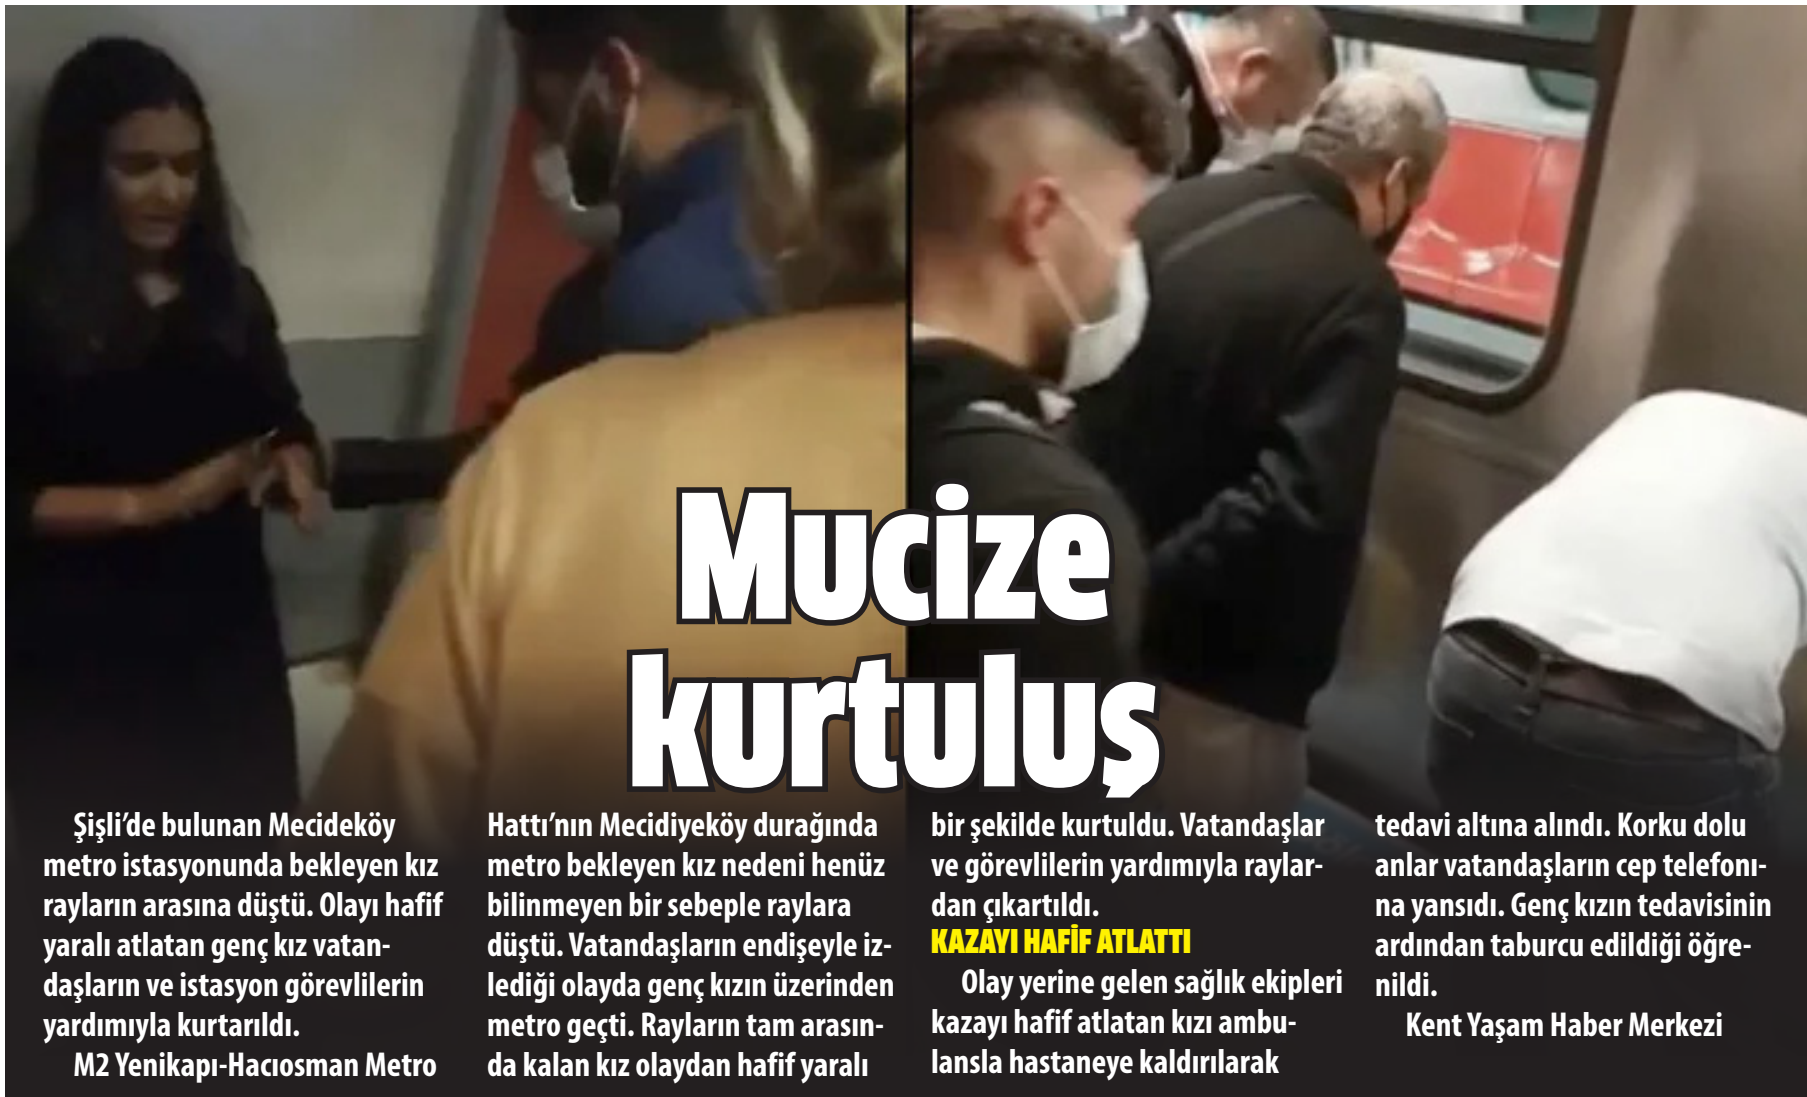 Mucize
kurtuluş
Şişli’de bulunan Mecideköy
metro istasyonunda bekleyen kız
rayların arasına düştü. Olayı hafif
yaralı atlatan genç kız vatan-
daşların ve istasyon görevlilerin
yardımıyla kurtarıldı.
M2 Yenikapı-Hacıosman Metro
Hattı’nın Mecidiyeköy durağında
metro bekleyen kız nedeni henüz
bilinmeyen bir sebeple raylara
düştü. Vatandaşların endişeyle iz-
lediği olayda genç kızın üzerinden
metro geçti. Rayların tam arasın-
da kalan kız olaydan hafif yaralı
bir şekilde kurtuldu. Vatandaşlar
ve görevlilerin yardımıyla raylar-
dan çıkartıldı.
KAZAYI HAFİF ATLATTI
Olay yerine gelen sağlık ekipleri
kazayı hafif atlatan kızı ambu-
lansla hastaneye kaldırılarak
tedavi altına alındı. Korku dolu
anlar vatandaşların cep telefonı-
na yansıdı. Genç kızın tedavisinin
ardından taburcu edildiği öğre-
nildi.
Kent Yaşam Haber Merkezi